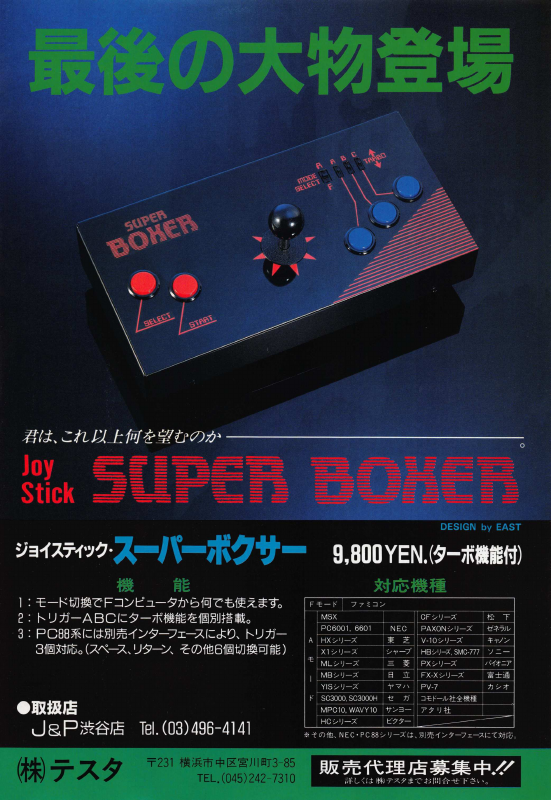 最後の大物登場
MODE SELECT
A
F
A B C
TURBO
SUPER
BOXER
SELECT
START
君は、これ以上何を望むのか
。
Joy
Stick
SUPER BOXER
DESIGN by EAST
ジョイスティック・スーパーボクサー
9,800YEN.(ターボ機能付)
機能
1:モード切換でFコンピュータから何でも使えます。
2:トリガーABCにターボ機能を個別搭載。
3:PC88系には別売インターフェースにより、トリガー
3個対応。(スペース、リターン、その他6個切換可能)
対応機種
Fモード ファミコン
Aモード
MSX
PC6001, 6601 NEC
HXシリーズ 東芝
X1シリーズ シャープ
MLシリーズ 三菱
MBシリーズ 日立
YISシリーズ ヤマハ
SC3000, SC3000H セガ
MPC10, WAVY10 サンヨー
HCシリーズ ビクター
CFシリーズ 松下
PAXONシリーズ ゼネラル
V-10シリーズ キャノン
HBシリーズ, SMC-777 ソニー
PXシリーズ パイオニア
FX-Xシリーズ 富士通
PV-7 カシオ
コモドール社全機種
アタリ社
※その他、NEC・PC88シリーズは、別売インターフェースにて対応。
●取扱店
J&P渋谷店 Tel.(03)496-4141
(株)テスタ
〒231 横浜市中区宮川町3-85
TEL.(045)242-7310
販売代理店募集中!!
詳しくは(株)テスタまでお問合せ下さい。